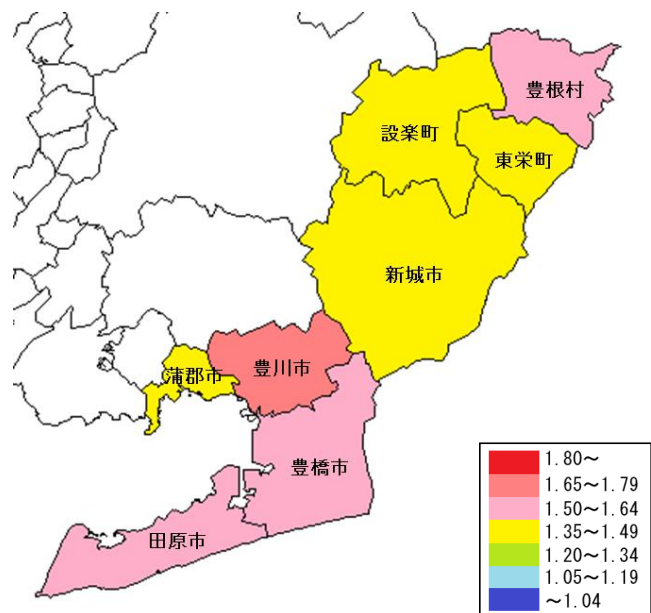 豊根村
設楽町
東栄町
新城市
蒲郡市
豊川市
豊橋市
田原市
1.80～
1.65～1.79
1.50～1.64
1.35～1.49
1.20～1.34
1.05～1.19
～1.04